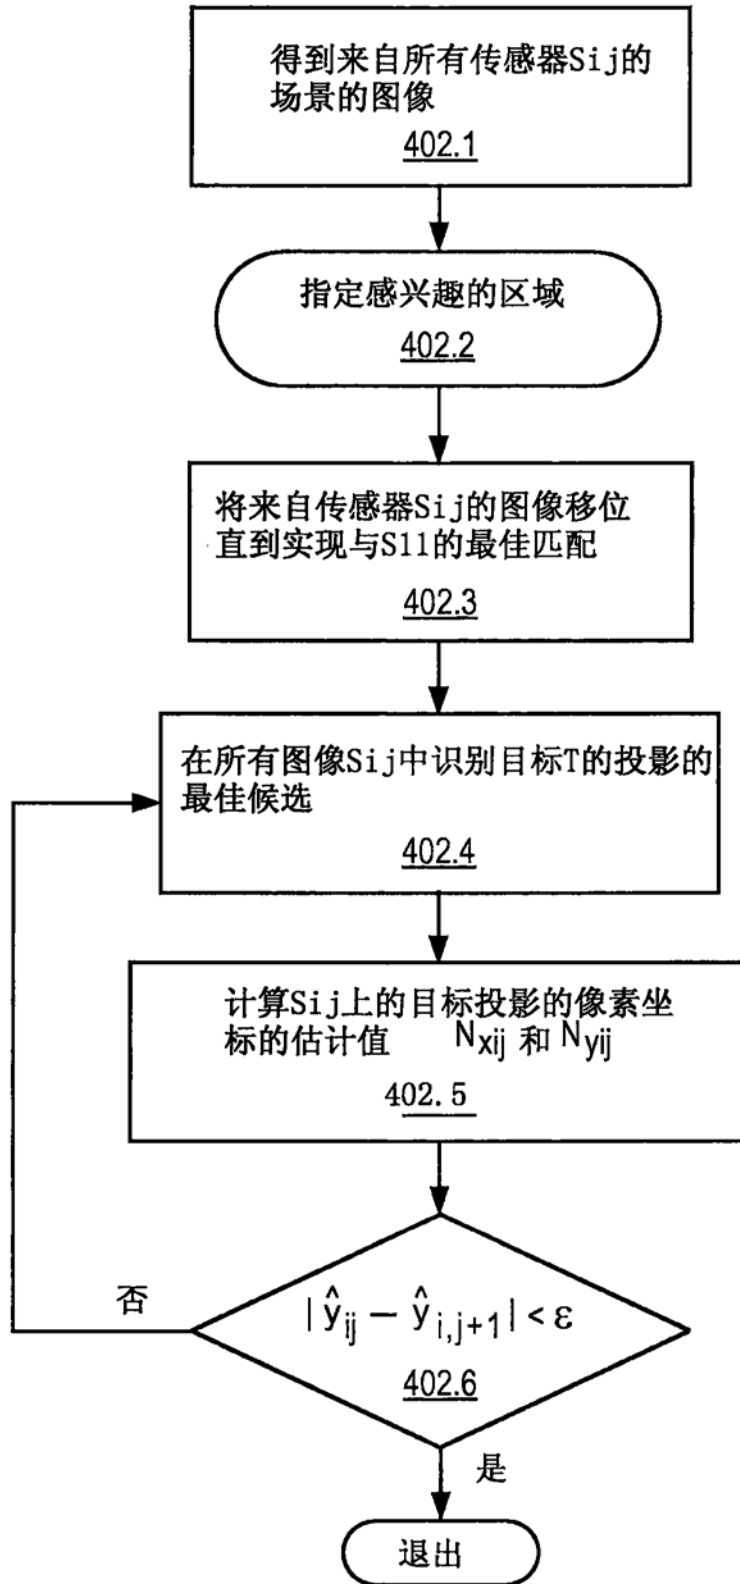 得到来自所有传感器Sij的
场景的图像
402.1
指定感兴趣的区域
402.2
将来自传感器Sij的图像移位
直到实现与S11的最佳匹配
402.3
在所有图像Sij中识别目标T的投影的
最佳候选
402.4
计算Sij上的目标投影的像素坐
标的估计值 Nxij 和 Nyij
402.5
否
|ŷij − ŷi,j+1| < ε
402.6
是
退出